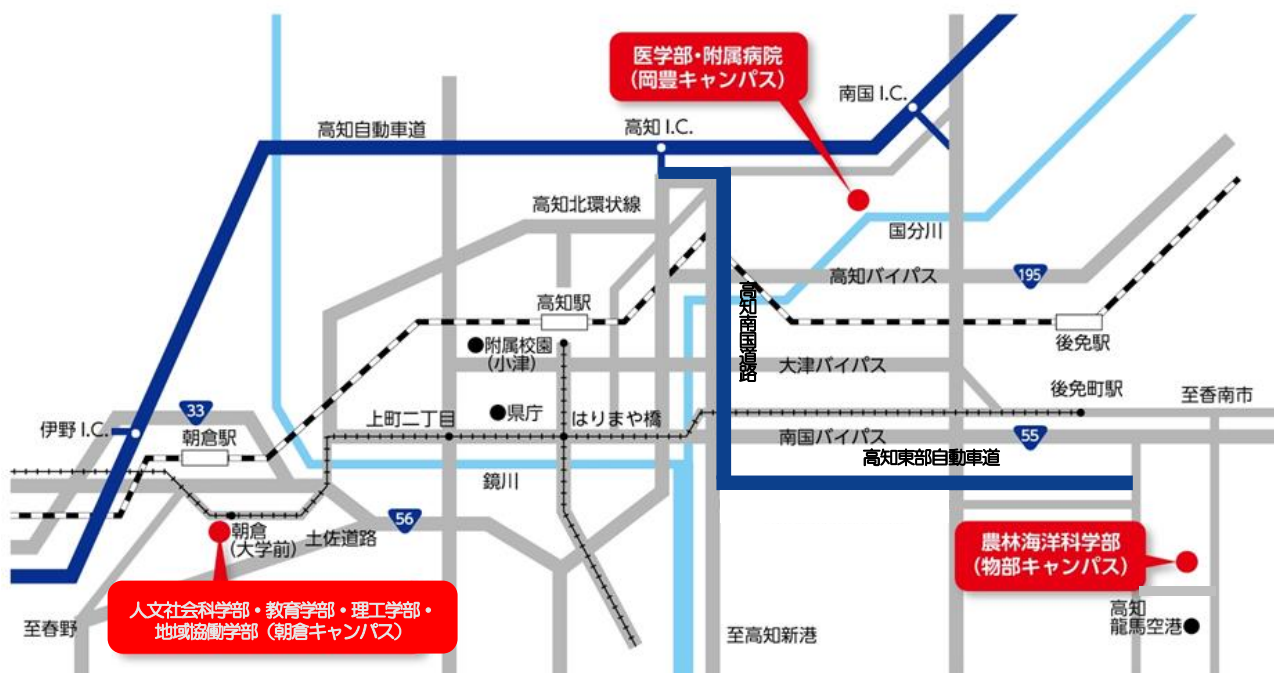 医学部・附属病院
(岡豊キャンパス)
南国 I.C.
高知自動車道
高知 I.C.
高知北環状線
国分川
高知バイパス
195
高知南国道路
高知駅
後免駅
附属校園
(小津)
大津バイパス
後免町駅
至香南市
33
県庁
上町二丁目
はりまや橋
伊野 I.C.
朝倉駅
南国バイパス
55
高知東部自動車道
鏡川
56
朝倉
(大学前)
土佐道路
農林海洋科学部
(物部キャンパス)
人文社会科学部・教育学部・理工学部・
地域協働学部(朝倉キャンパス)
至春野
至高知新港
高知
龍馬空港